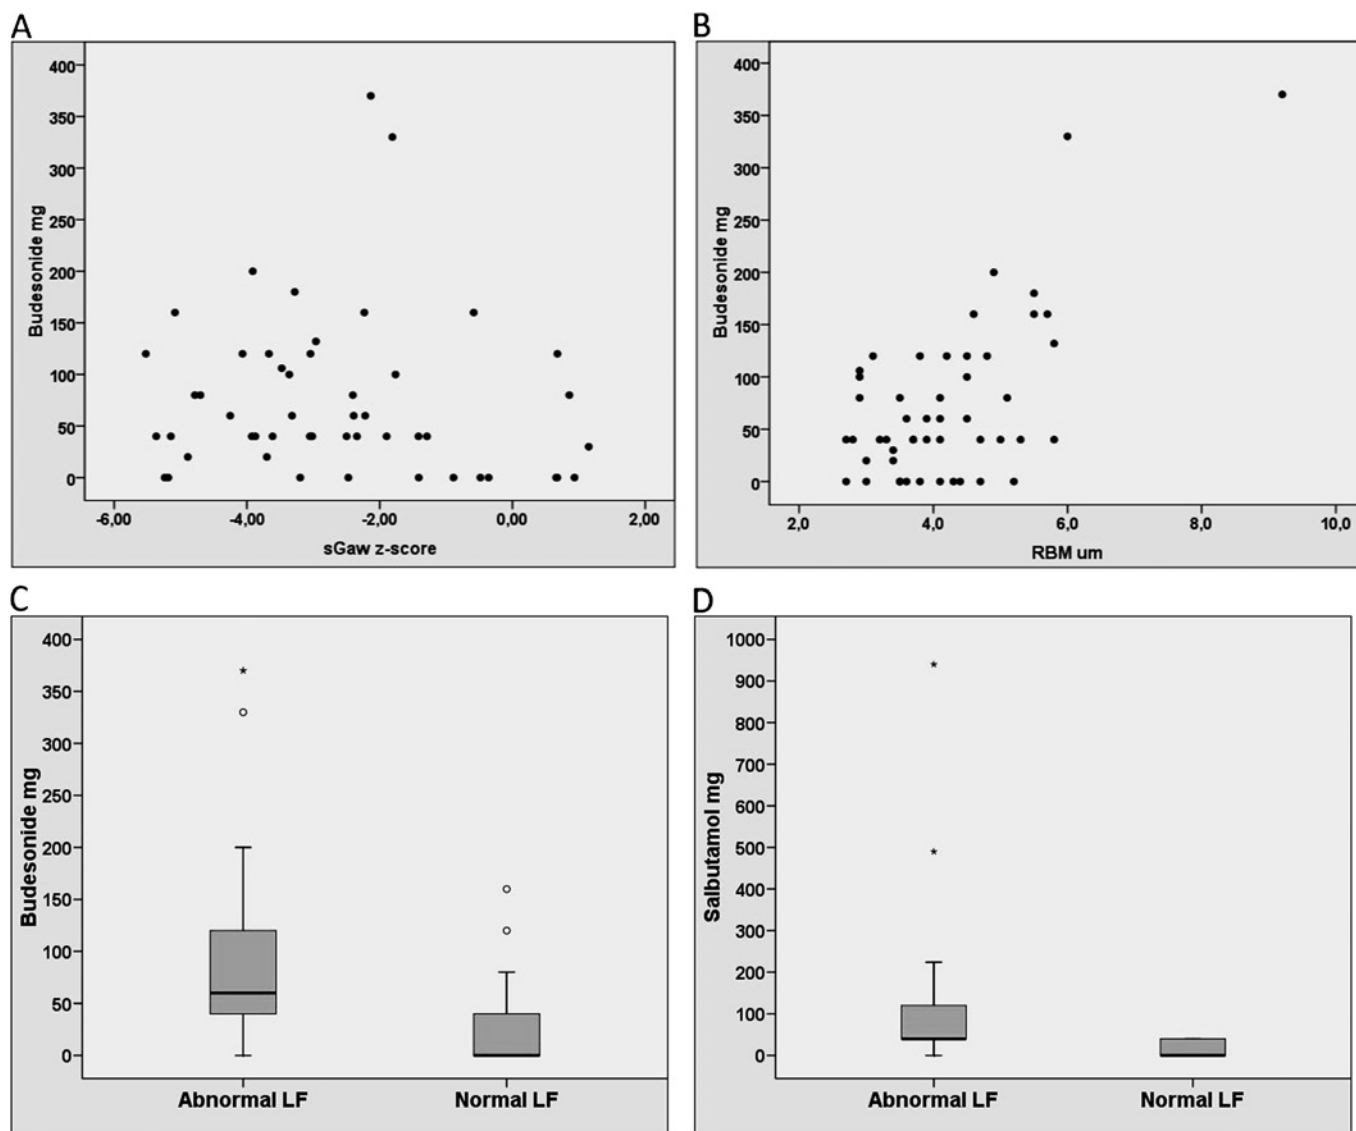 A
400
350
300
250
200
150
100
50
0
Budesonide mg
-6,00 -4,00 -2,00 0,00 2,00
sGaw z-score
B
400
350
300
250
200
150
100
50
0
Budesonide mg
2,0 4,0 6,0 8,0 10,0
RBM um
C
400
350
300
250
200
150
100
50
0
Budesonide mg
Abnormal LF Normal LF
D
1000
900
800
700
600
500
400
300
200
100
0
Salbutamol mg
Abnormal LF Normal LF